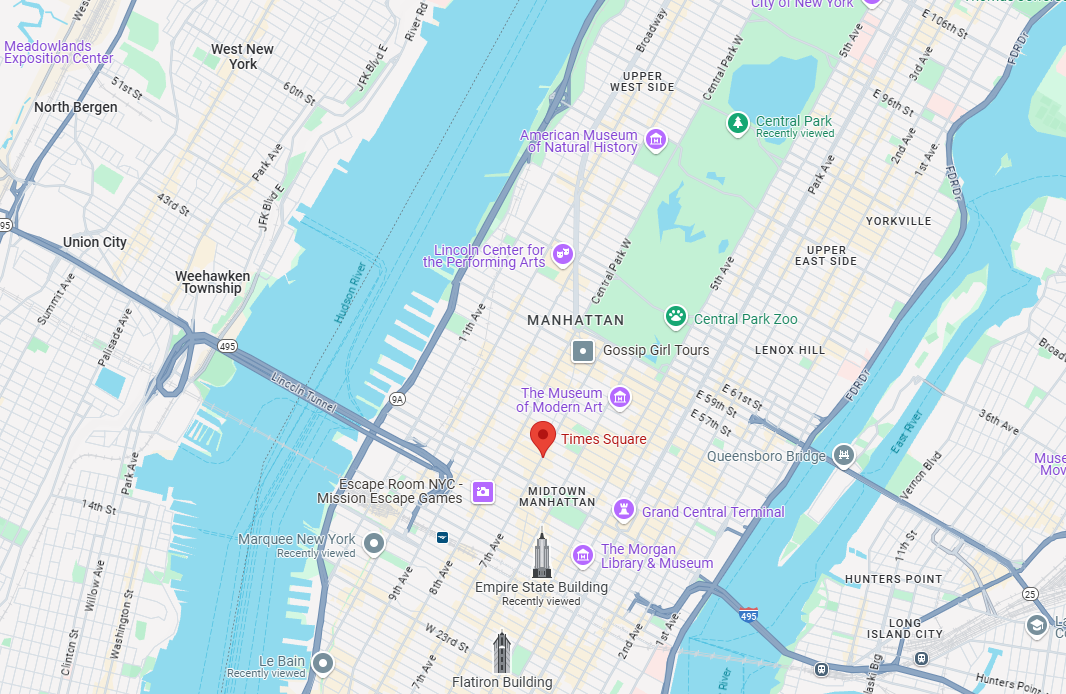 City of New York
E 106th St
FDR Dr
Meadowlands
Exposition Center
West New
York
River Rd
JFK Blvd E
Broadway
Central Park W
5th Ave
3rd Ave
UPPER
WEST SIDE
51st St
60th St
North Bergen
E 96th St
Central Park
Recently viewed
American Museum
of Natural History
2nd Ave
1st Ave
Park Ave
Park Ave
FDR Dr
43rd St
JFK Blvd E
95
YORKVILLE
Union City
Lincoln Center for
the Performing Arts
UPPER
EAST SIDE
Weehawken
Township
Hudson River
Central Park W
5th Ave
Summit Ave
Palisade Ave
11th Ave
MANHATTAN
Central Park Zoo
495
Gossip Girl Tours
LENOX HILL
Lincoln Tunnel
9A
The Museum
of Modern Art
E 61st St
E 59th St
E 57th St
FDR Dr
36th Ave
East River
Times Square
Queensboro Bridge
Vernon Blvd
Park Ave
Escape Room NYC -
Mission Escape Games
MIDTOWN
MANHATTAN
14th St
Grand Central Terminal
Marquee New York
Recently viewed
7th Ave
The Morgan
Library & Museum
11th St
9th Ave
8th Ave
Empire State Building
Recently viewed
HUNTERS POINT
Willow Ave
Washington St
Clinton St
25
495
W 23rd St
2nd Ave
1st Ave
LONG
ISLAND CITY
Le Bain
Recently viewed
7th Ave
Flatiron Building
River
Hunters Point